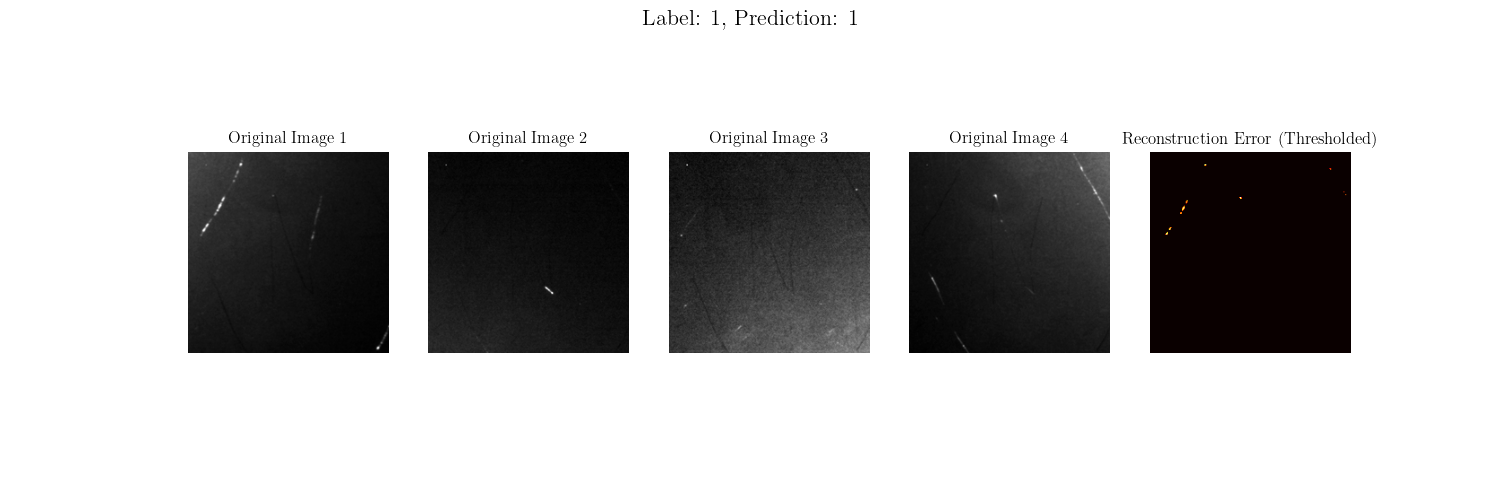 Label: 1, Prediction: 1
Original Image 1
Original Image 2
Original Image 3
Original Image 4
Reconstruction Error (Thresholded)